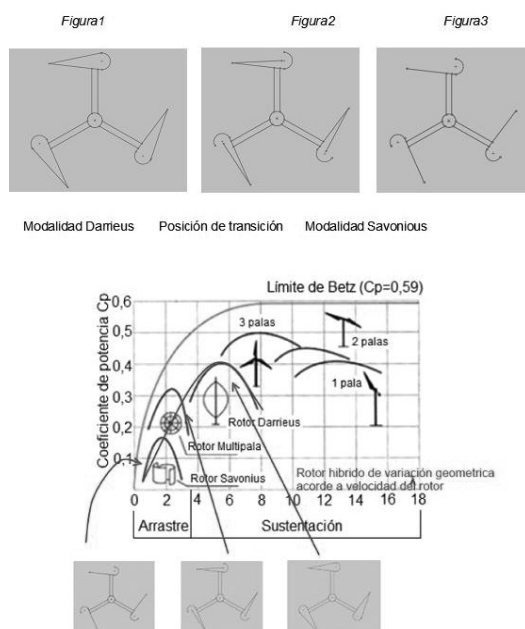 Figura1 Figura2 Figura3
Modalidad Darrieus Posición de transición Modalidad Savonious
Límite de Betz (Cp=0,59)
Coeficiente de potencia Cp
0,6
0,5
0,4
0,3
0,2
0,1
3 palas
2 palas
1 pala
Rotor Darrieus
Rotor Multipala
Rotor Savonius
Rotor hibrido de variación geometrica
acorde a velocidad del rotor
0 2 4 6 8 10 12 14 16 18
λ
Arrastre Sustentación